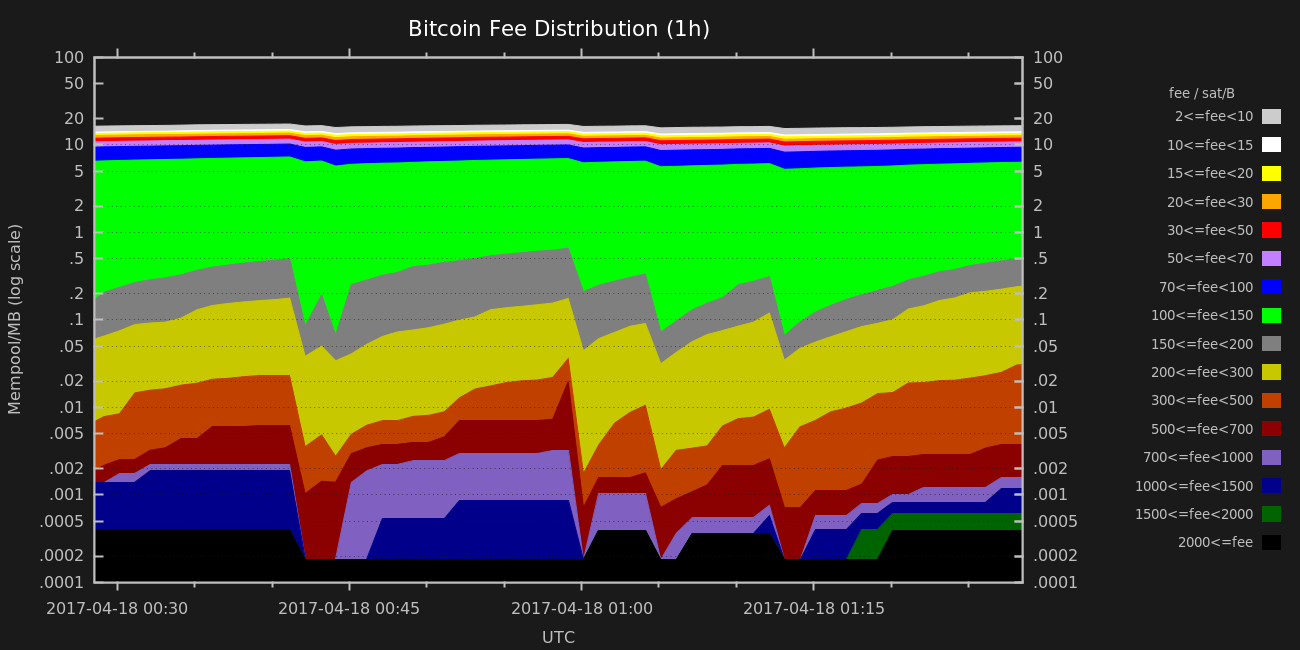 Bitcoin Fee Distribution (1h)
100
50
20
10
5
2
1
.5
.2
.1
.05
.02
.01
.005
.002
.001
.0005
.0002
.0001
Mempool/MB (log scale)
100
50
20
10
5
2
1
.5
.2
.1
.05
.02
.01
.005
.002
.001
.0005
.0002
.0001
2017-04-18 00:30
2017-04-18 00:45
2017-04-18 01:00
2017-04-18 01:15
UTC
fee / sat/B
2<=fee<10
10<=fee<15
15<=fee<20
20<=fee<30
30<=fee<50
50<=fee<70
70<=fee<100
100<=fee<150
150<=fee<200
200<=fee<300
300<=fee<500
500<=fee<700
700<=fee<1000
1000<=fee<1500
1500<=fee<2000
2000<=fee